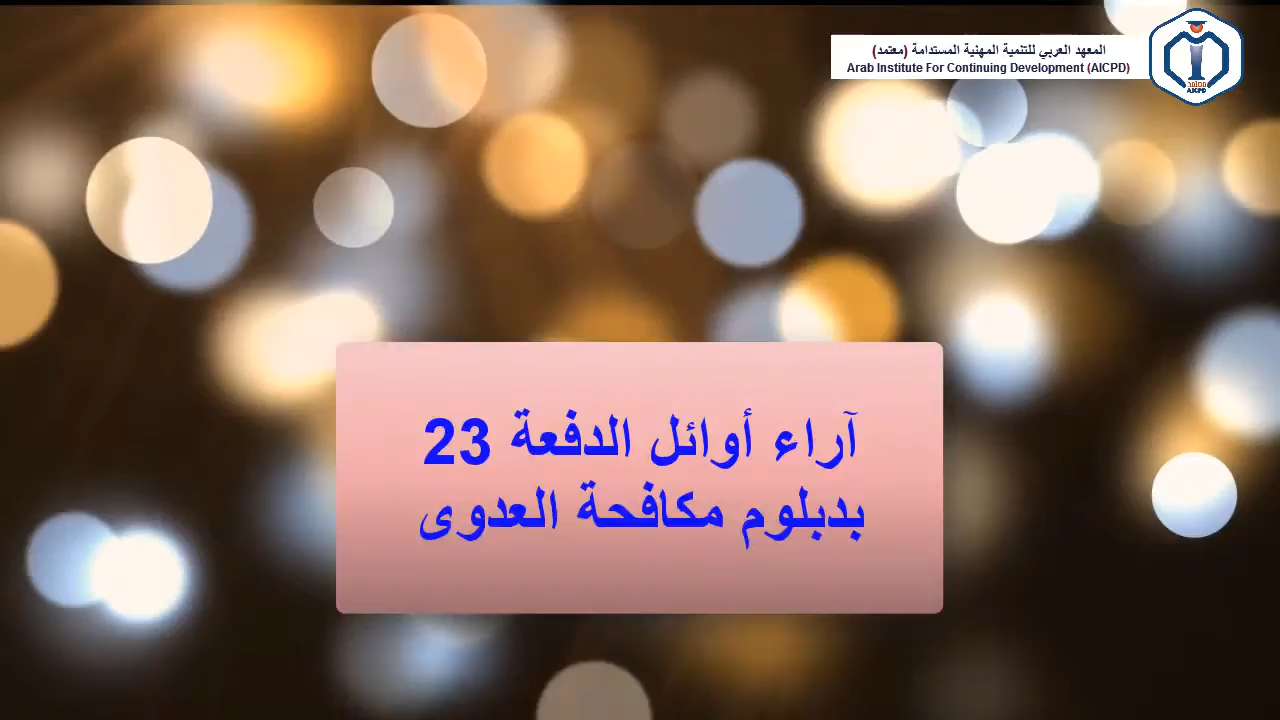 المعهد العربي للتنمية المهنية المستدامة (معتمد)
Arab Institute For Continuing Development (AICPD)
AICPD
آراء أوائل الدفعة 23
بدبلوم مكافحة العدوى